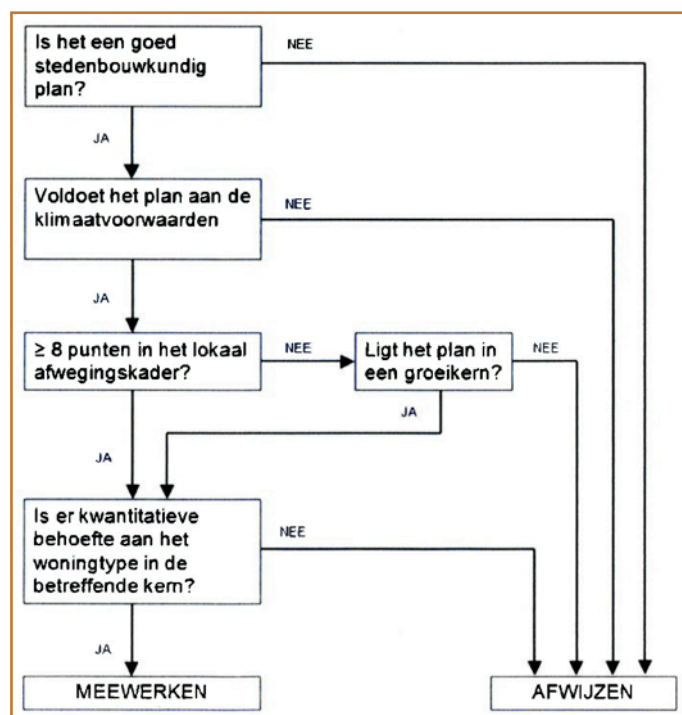 Is het een goed
stedenbouwkundig
plan?
NEE
JA
Voldoet het plan aan de
klimaatvoorwaarden
NEE
JA
≥ 8 punten in het lokaal
afwegingskader?
NEE
Ligt het plan in
een groeikern?
NEE
JA
JA
Is er kwantitatieve
behoefte aan het
woningtype in de
betreffende kern?
NEE
JA
MEEWERKEN
AFWIJZEN